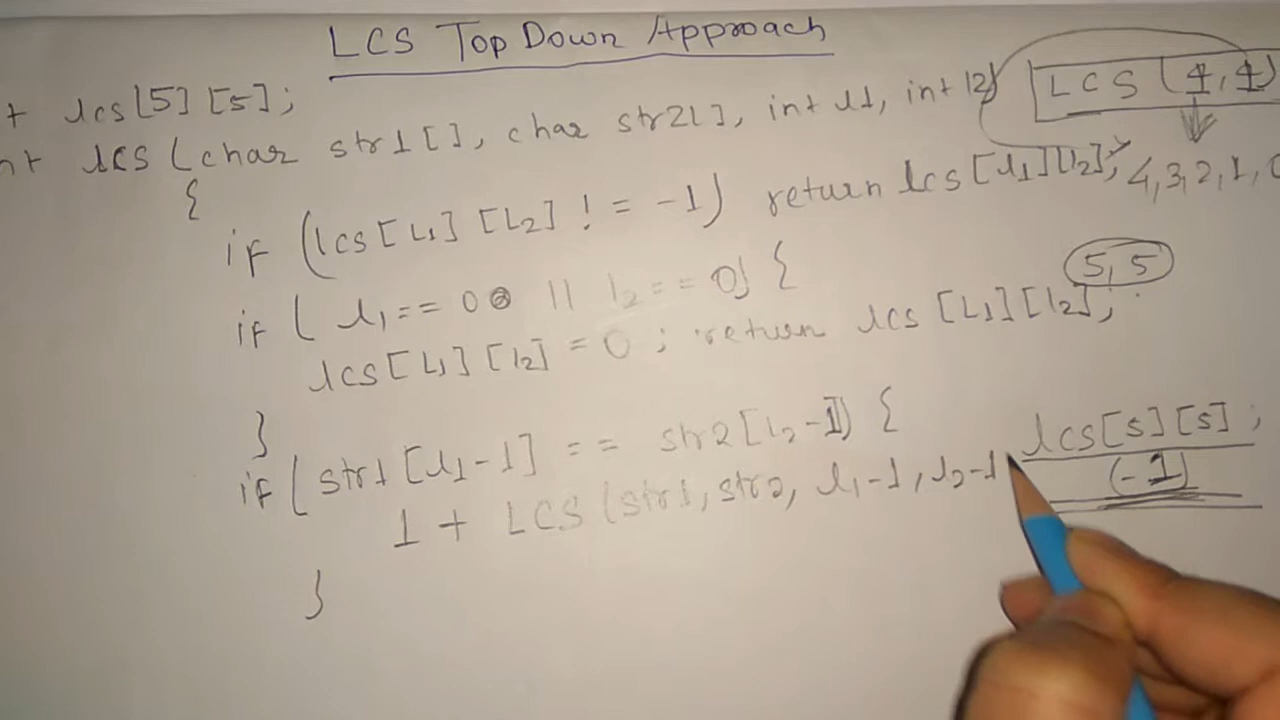 LCS Top Down Approach
t lcs[5][5];
LCS (4,4)
nt lcs (char str1[], char str2[], int l1, int l2)
{
if (lcs[L1][L2] != -1) return lcs[l1][l2]; 4,3,2,1,0
5,5
if ( l1 == 0 || l2 == 0) {
lcs[L1][l2] = 0; return lcs [L1][l2];
}
if ( str1 [l1-1] == str2 [l2-1) {
lcs[5][5];
1 + LCS (str1, str2, l1-1, l2-1
(-1)
}